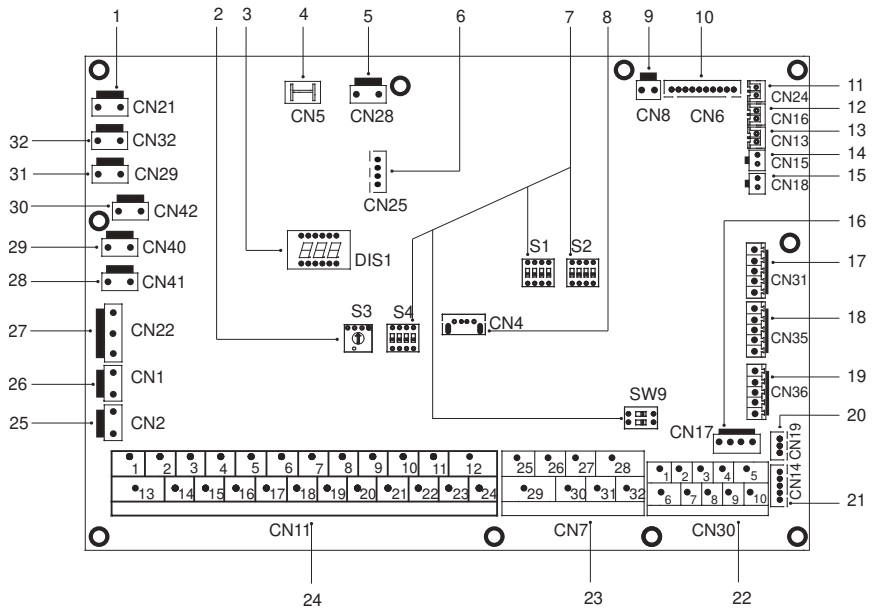 1 2 3 4 5 6 7 8 9 10
CN21
CN5
CN28
CN8
CN6
CN24
11
CN16
12
CN13
13
CN15
14
CN18
15
32
CN32
31
CN29
CN25
30
CN42
29
CN40
DIS1
S1
S2
16
28
CN41
CN31
17
27
CN22
S3
S4
CN4
CN35
18
26
CN1
CN36
19
25
CN2
SW9
CN17
CN19
20
CN14
21
1 2 3 4 5 6 7 8 9 10 11 12
13 14 15 16 17 18 19 20 21 22 23 24
CN11
25 26 27 28
29 30 31 32
CN7
1 2 3 4 5
6 7 8 9 10
CN30
24
23
22